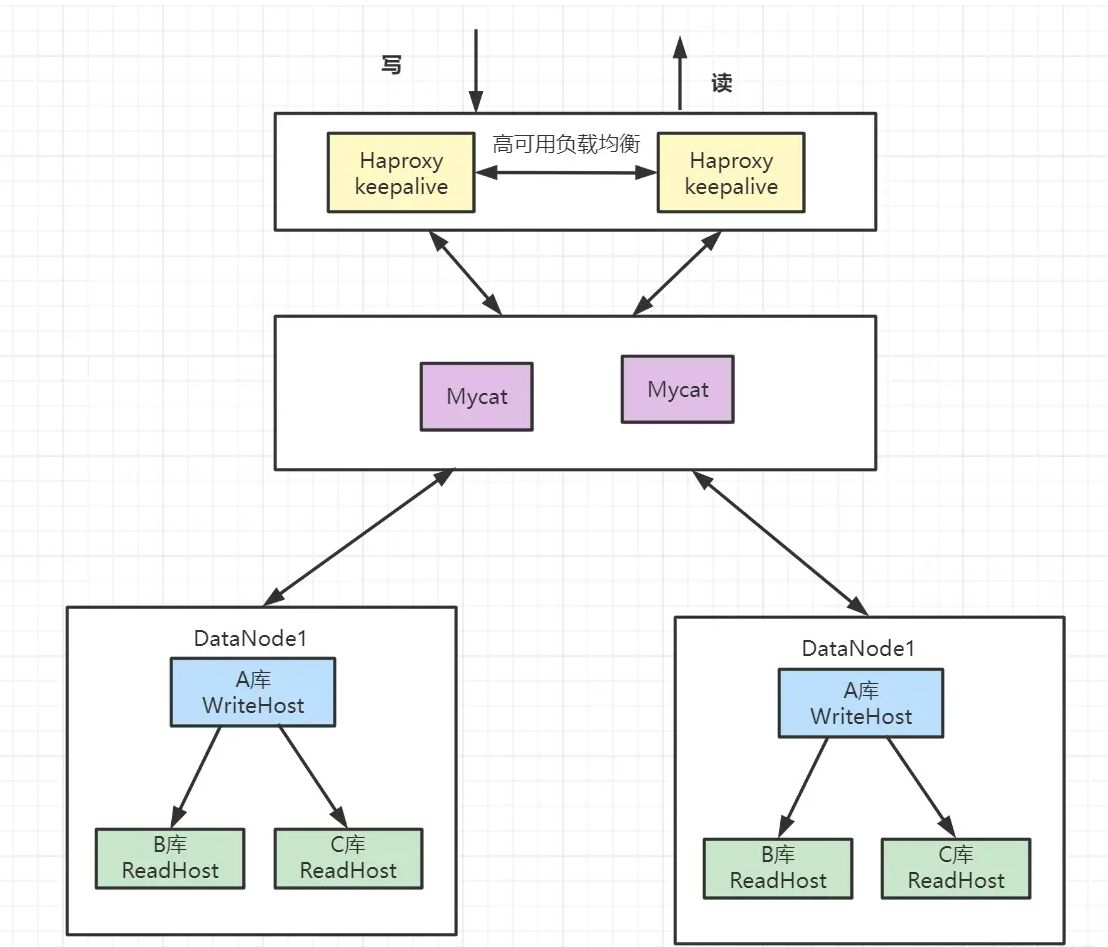 写
读
高可用负载均衡
Haproxy
keepalive
Haproxy
keepalive
Mycat
Mycat
DataNode1
A库
WriteHost
B库
ReadHost
C库
ReadHost
DataNode1
A库
WriteHost
B库
ReadHost
C库
ReadHost